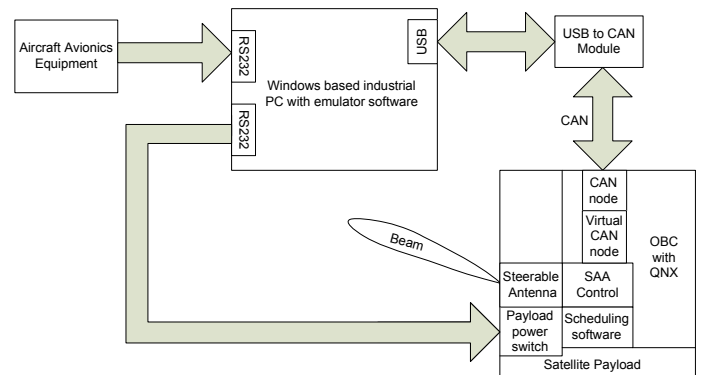 Aircraft Avionics
Equipment
RS232
RS232
USB
Windows based industrial
PC with emulator software
USB to CAN
Module
CAN
CAN
node
Virtual
CAN
node
OBC
with
QNX
Beam
Steerable
Antenna
SAA
Control
Payload
power
switch
Scheduling
software
Satellite Payload